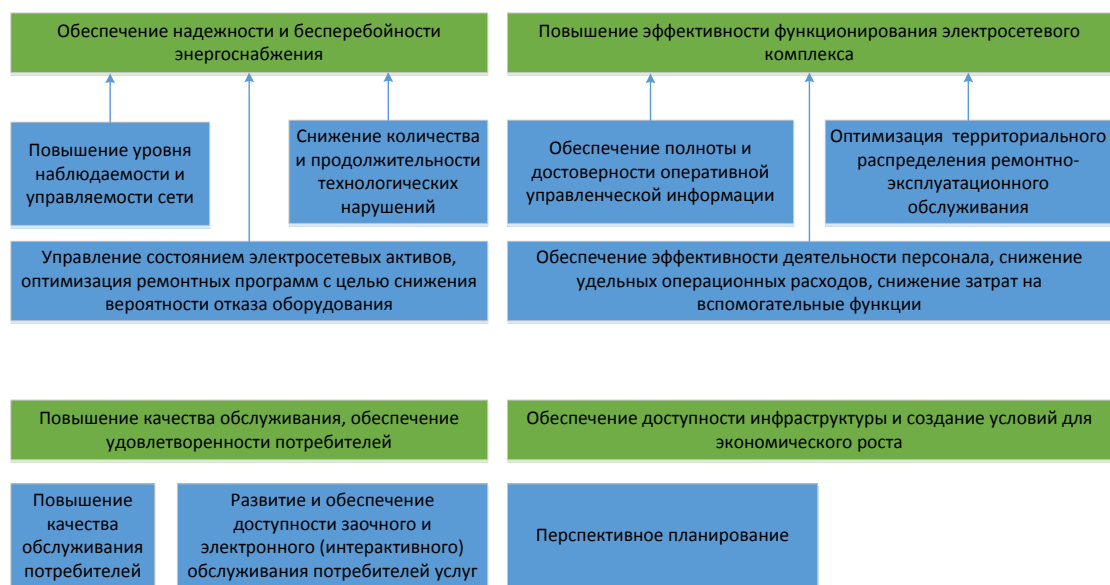 Обеспечение надежности и бесперебойности
энергоснабжения
Повышение эффективности функционирования электросетевого
комплекса
Повышение уровня
наблюдаемости и
управляемости сети
Снижение количества
и продолжительности
технологических
нарушений
Обеспечение полноты и
достоверности оперативной
управленческой информации
Оптимизация территориального
распределения ремонтно-
эксплуатационного
обслуживания
Управление состоянием электросетевых активов,
оптимизация ремонтных программ с целью снижения
вероятности отказа оборудования
Обеспечение эффективности деятельности персонала, снижение
удельных операционных расходов, снижение затрат на
вспомогательные функции
Повышение качества обслуживания, обеспечение
удовлетворенности потребителей
Обеспечение доступности инфраструктуры и создание условий для
экономического роста
Повышение
качества
обслуживания
потребителей
Развитие и обеспечение
доступности заочного и
электронного (интерактивного)
обслуживания потребителей услуг
Перспективное планирование